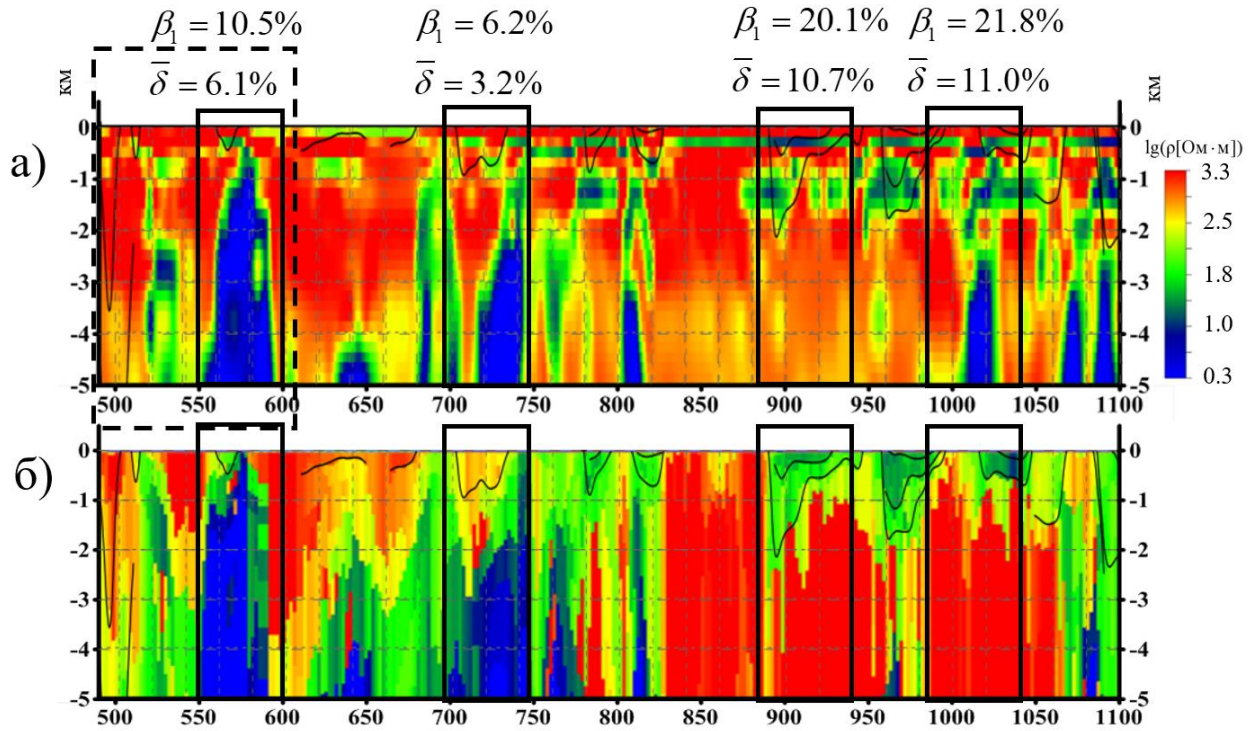 β₁ = 10.5% β₁ = 6.2% β₁ = 20.1% β₁ = 21.8%
δ̅ = 6.1% δ̅ = 3.2% δ̅ = 10.7% δ̅ = 11.0%
км км
а)
0 0
-1 -1
-2 -2
-3 -3
-4 -4
-5 -5
500 550 600 650 700 750 800 850 900 950 1000 1050 1100
lg(ρ[Ом·м])
3.3
2.5
1.8
1.0
0.3
б)
0 0
-1 -1
-2 -2
-3 -3
-4 -4
-5 -5
500 550 600 650 700 750 800 850 900 950 1000 1050 1100